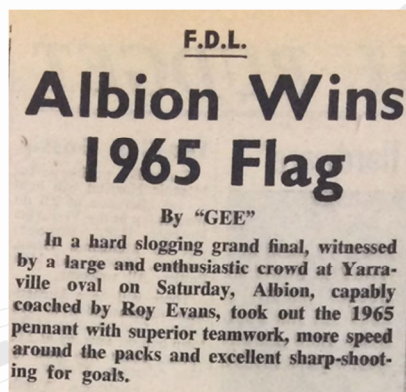 F.D.L.
Albion Wins
1965 Flag
By "GEE"
In a hard slogging grand final, witnessed
by a large and enthusiastic crowd at Yarra-
ville oval on Saturday, Albion, capably
coached by Roy Evans, took out the 1965
pennant with superior teamwork, more speed
around the packs and excellent sharp-shoot-
ing for goals.